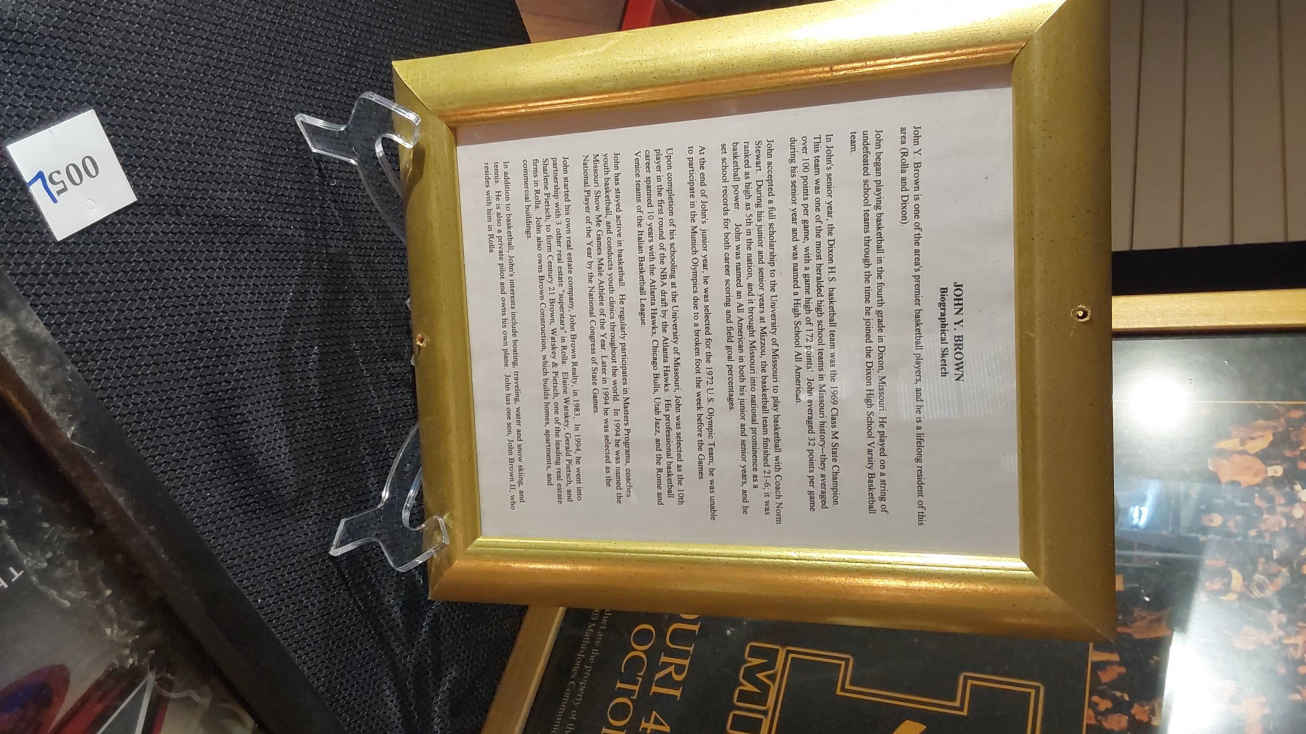 JOHN Y. BROWN
Biographical Sketch
John Y. Brown is one of the area's premier basketball players, and he is a lifelong resident of this
area (Rolla and Dixon)
John began playing basketball in the fourth grade in Dixon, Missouri. He played on a string of
undefeated school teams through the time he joined the Dixon High School Varsity Basketball
team.
In John's senior year, the Dixon H.S. basketball team was the 1969 Class M State Champion
This team was one of the most heralded high school teams in Missouri history—they averaged
over 100 points per game, with a game high of 172 points! John averaged 32 points per game
during his senior year and was named a High School All American.
John accepted a full scholarship to the University of Missouri to play basketball with Coach Norm
Stewart. During his junior and senior years at Mizzou, the basketball team finished 21-6; it was
ranked as high as 5th in the nation, and it brought Missouri into national prominence as a
basketball power. John was named an All American in both his junior and senior years, and he
set school records for both career scoring and field goal percentages.
At the end of John's junior year, he was selected for the 1972 U.S. Olympic Team; he was unable
to participate in the Munich Olympics due to a broken foot the week before the Games
Upon completion of his schooling at the University of Missouri, John was selected as the 10th
player in the first round of the NBA draft by the Atlanta Hawks. His professional basketball
career spanned 10 years with the Atlanta Hawks, Chicago Bulls, Utah Jazz, and the Rome and
Venice teams of the Italian Basketball League.
John has stayed active in basketball. He regularly participates in Masters Programs, coaches
youth basketball, and conducts youth clinics throughout the world. In 1994 he was named the
Missouri Show Me Games Male Athlete of the Year. Later in 1994 he was selected as the
National Player of the Year by the National Congress of State Games
John started his own real estate company, John Brown Realty, in 1983. In 1994, he went into
partnership with 3 other real estate "superstars" in Rolla: Elaine Watskey, Gerald Pietsch, and
Sharlene Pietsch, to form Century 21 Brown, Watskey & Pietsch, one of the leading real estate
firms in Rolla. John also owns Brown Construction, which builds homes, apartments, and
commercial buildings.
In addition to basketball, John's interests include boating, traveling, water and snow skiing, and
tennis. He is also a private pilot and owns his own plane. John has one son, John Brown II, who
resides with him in Rolla
005
L
URI 4
OCTO